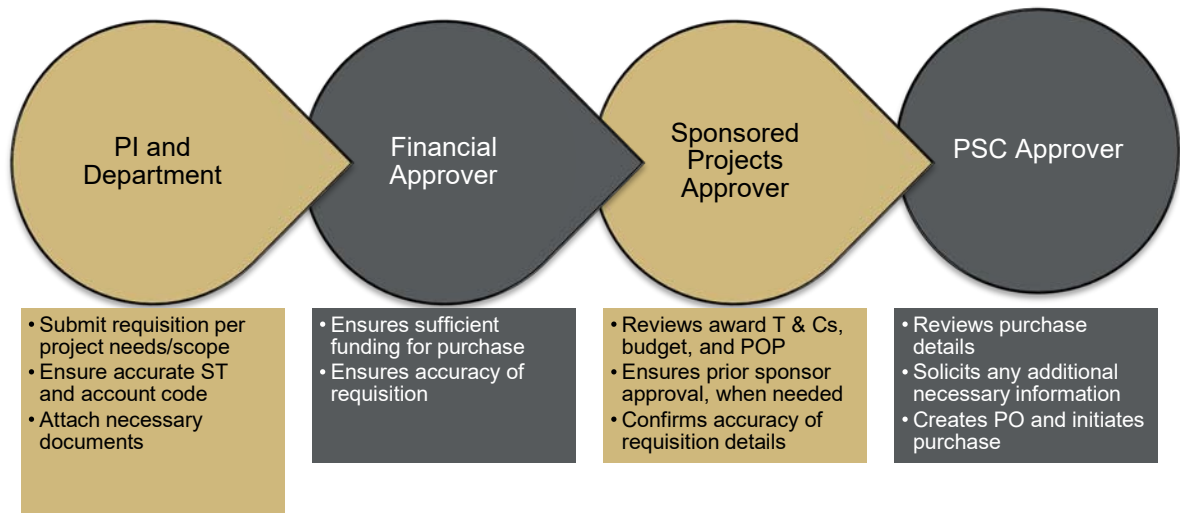 PI and
Department
Financial
Approver
Sponsored
Projects
Approver
PSC Approver
• Submit requisition per
project needs/scope
• Ensure accurate ST
and account code
• Attach necessary
documents
• Ensures sufficient
funding for purchase
• Ensures accuracy of
requisition
• Reviews award T & Cs,
budget, and POP
• Ensures prior sponsor
approval, when needed
• Confirms accuracy of
requisition details
• Reviews purchase
details
• Solicits any additional
necessary information
• Creates PO and initiates
purchase